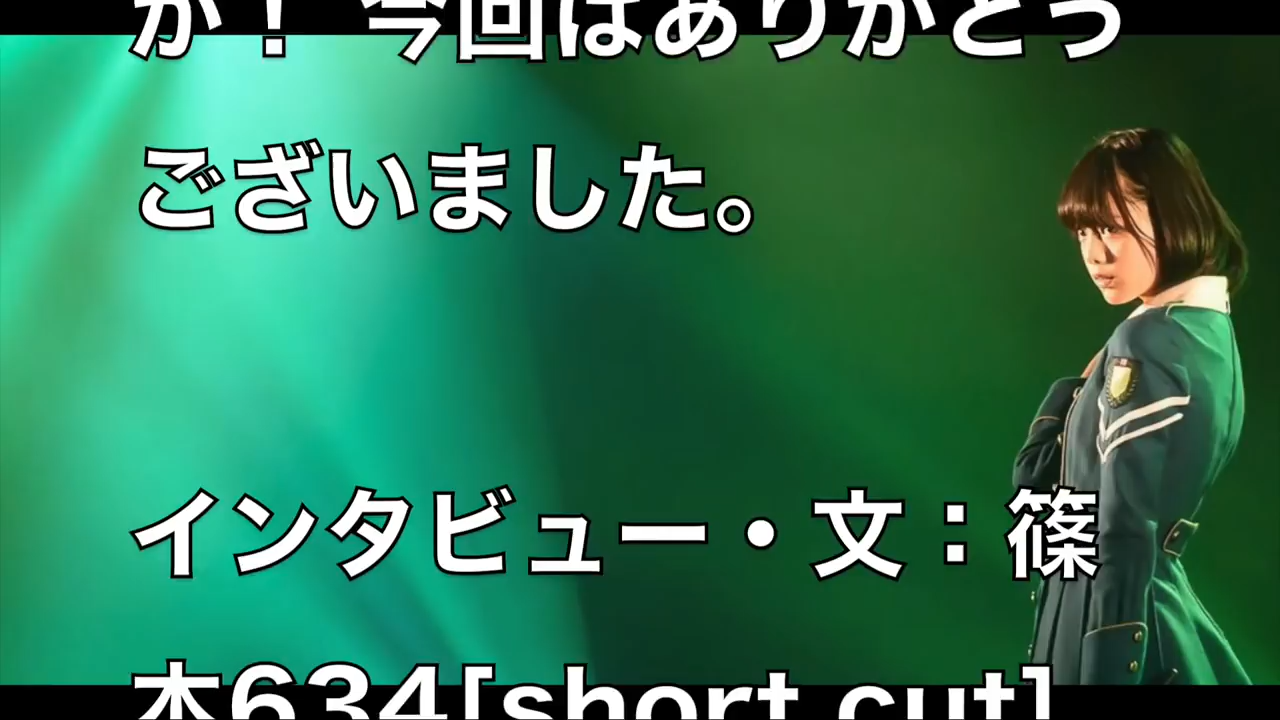 か！ 今回はありがとう
ございました。
インタビュー・文：篠
木634[short cut]